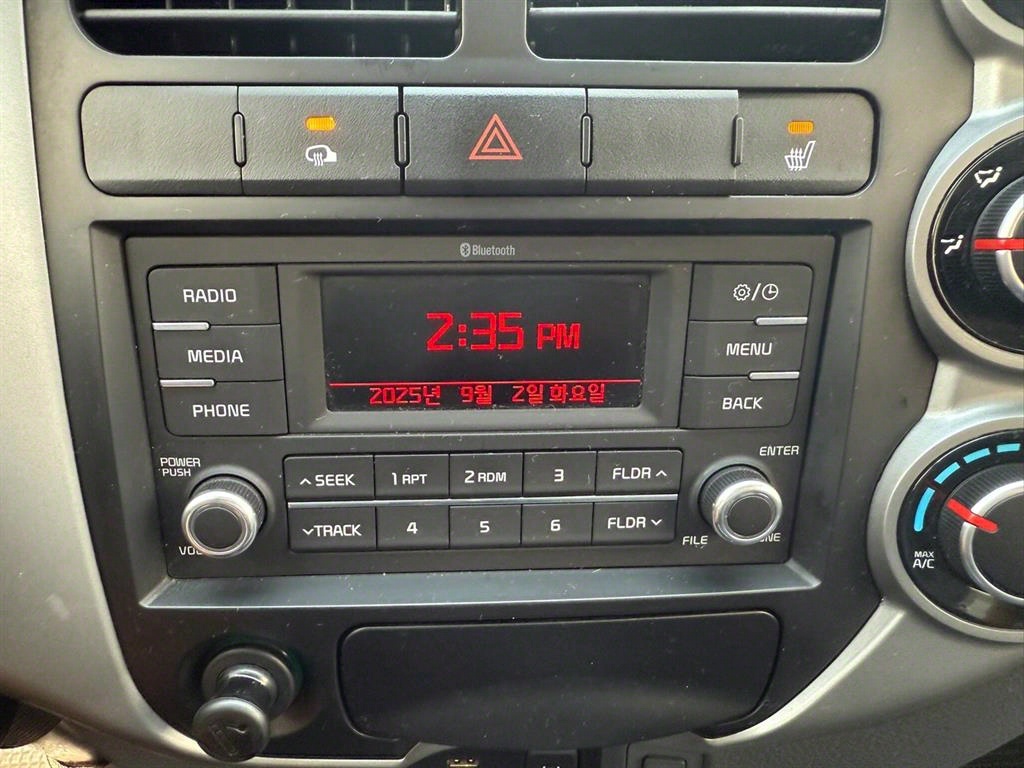 Bluetooth
RADIO
MEDIA
PHONE
2:35 PM
2025년 9월 2일 화요일
/
MENU
BACK
POWER
PUSH
VOL
SEEK
1 RPT
2 RDM
3
FLDR
TRACK
4
5
6
FLDR
ENTER
FILE
MAX
A/C